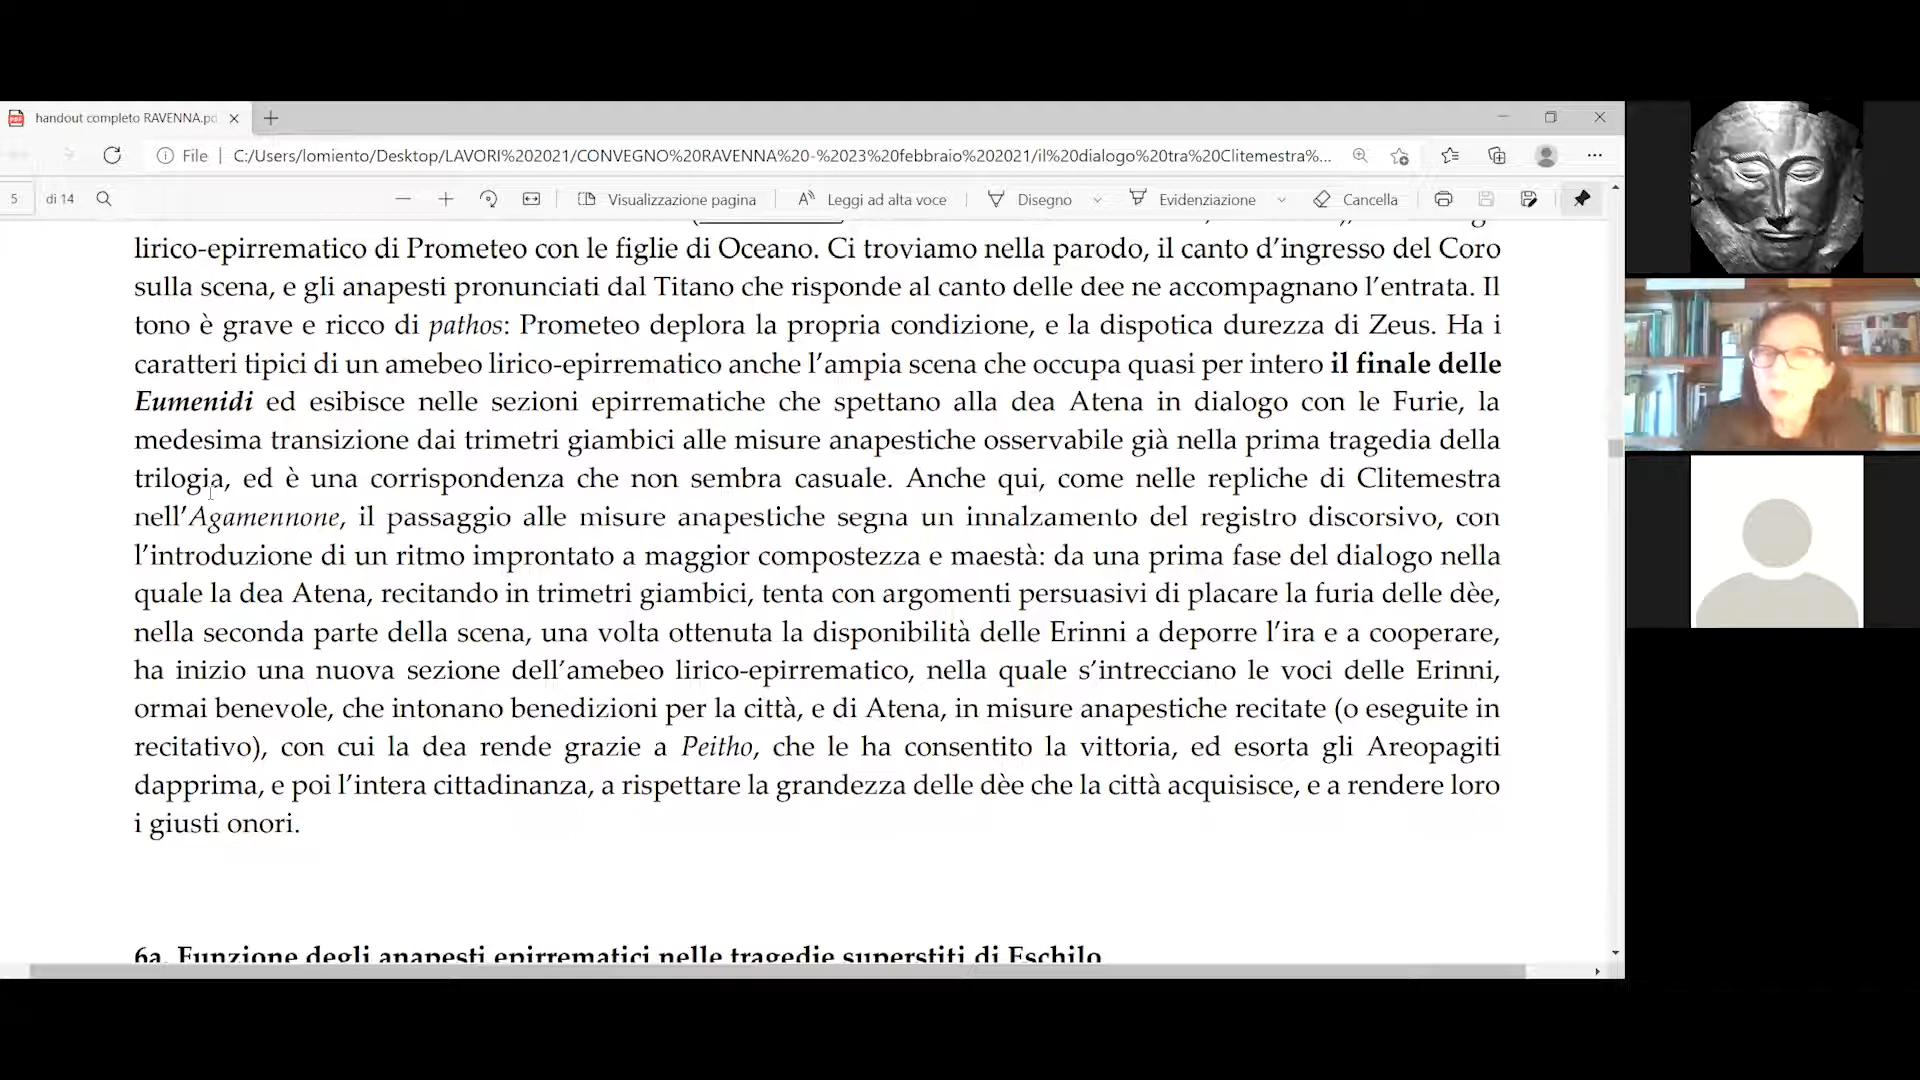 handout completo RAVENNA.pd
File
C:/Users/lomiento/Desktop/LAVORI%202021/CONVEGNO%20RAVENNA%20-%2023%20febbraio%202021/il%20dialogo%20tra%20Clitemestra%...
5 di 14
Visualizzazione pagina
Leggi ad alta voce
Disegno
Evidenziazione
Cancella
lirico-epirrematico di Prometeo con le figlie di Oceano. Ci troviamo nella parodo, il canto d’ingresso del Coro
sulla scena, e gli anapesti pronunciati dal Titano che risponde al canto delle dee ne accompagnano l’entrata. Il
tono è grave e ricco di pathos: Prometeo deplora la propria condizione, e la dispotica durezza di Zeus. Ha i
caratteri tipici di un amebeo lirico-epirrematico anche l’ampia scena che occupa quasi per intero il finale delle
Eumenidi ed esibisce nelle sezioni epirrematiche che spettano alla dea Atena in dialogo con le Furie, la
medesima transizione dai trimetri giambici alle misure anapestiche osservabile già nella prima tragedia della
trilogia, ed è una corrispondenza che non sembra casuale. Anche qui, come nelle repliche di Clitemestra
nell’Agamennone, il passaggio alle misure anapestiche segna un innalzamento del registro discorsivo, con
l’introduzione di un ritmo improntato a maggior compostezza e maestà: da una prima fase del dialogo nella
quale la dea Atena, recitando in trimetri giambici, tenta con argomenti persuasivi di placare la furia delle dèe,
nella seconda parte della scena, una volta ottenuta la disponibilità delle Erinni a deporre l’ira e a cooperare,
ha inizio una nuova sezione dell’amebeo lirico-epirrematico, nella quale s’intrecciano le voci delle Erinni,
ormai benevole, che intonano benedizioni per la città, e di Atena, in misure anapestiche recitate (o eseguite in
recitativo), con cui la dea rende grazie a Peitho, che le ha consentito la vittoria, ed esorta gli Areopagiti
dapprima, e poi l’intera cittadinanza, a rispettare la grandezza delle dèe che la città acquisisce, e a rendere loro
i giusti onori.
6a. Funzione degli anapesti epirrematici nelle tragedie superstiti di Eschilo